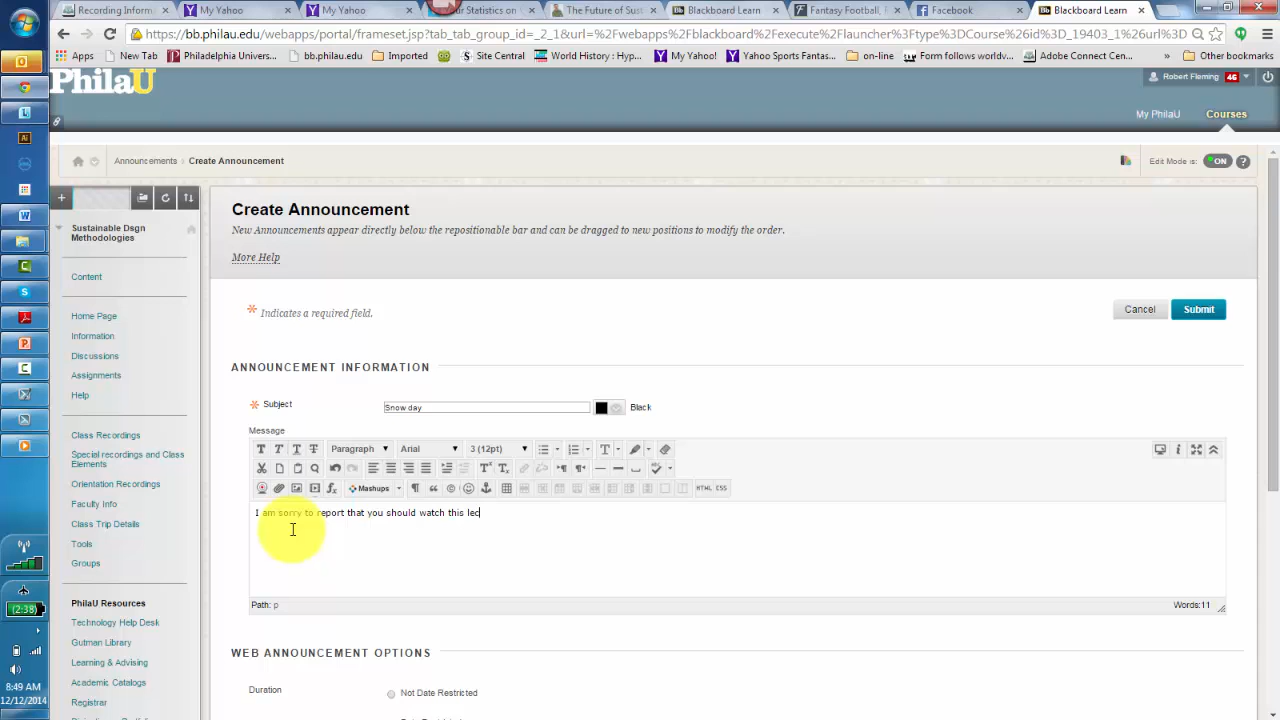 Recording Inform
My Yahoo
My Yahoo
ur Statistics on
The Future of Sust
Blackboard Learn
Fantasy Football, F
Facebook
Blackboard Learn
https://bb.philau.edu/webapps/portal/frameset.jsp?tab_tab_group_id=_2_1&url=%2Fwebapps%2Fblackboard%2Fexecute%2Flauncher%3Ftype%3DCourse%26id%3D_19403_1%26url%3D
Apps
New Tab
Philadelphia Univers...
bb.philau.edu
Imported
Site Central
World History : Hyp...
My Yahoo!
Yahoo Sports Fantas...
on-line
Form follows worldv...
Adobe Connect Cen...
»
Other bookmarks
PhilaU
Robert Fleming 46
My PhilaU
Courses
Announcements
Create Announcement
Edit Mode is: ON ?
Sustainable Dsgn
Methodologies
Content
Home Page
Information
Discussions
Assignments
Help
Class Recordings
Special recordings and Class
Elements
Orientation Recordings
Faculty Info
Class Trip Details
Tools
Groups
PhilaU Resources
Technology Help Desk
Gutman Library
Learning & Advising
Academic Catalogs
Registrar
Create Announcement
New Announcements appear directly below the repositionable bar and can be dragged to new positions to modify the order.
More Help
* Indicates a required field.
Cancel
Submit
ANNOUNCEMENT INFORMATION
* Subject
Snow day
Black
Message
T T T T Paragraph Arial 3 (12pt)
Mashups
HTML CSS
I am sorry to report that you should watch this lec
Path: p
Words:11
WEB ANNOUNCEMENT OPTIONS
Duration
Not Date Restricted
(2:38)
8:49 AM
12/12/2014